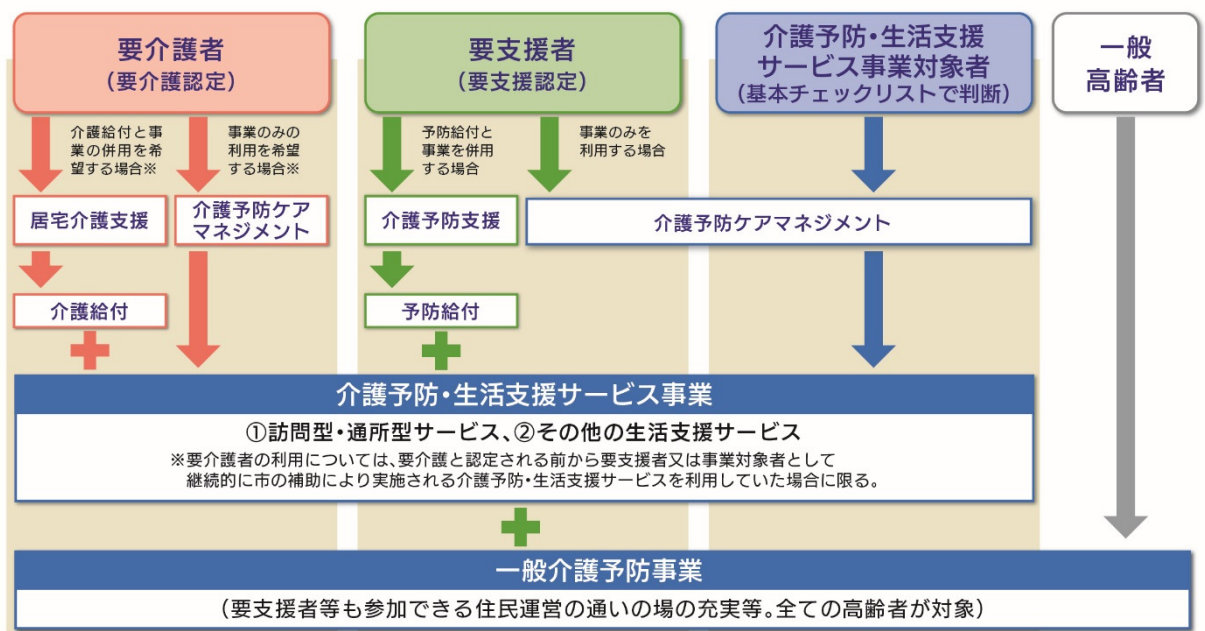 要介護者
(要介護認定)
要支援者
(要支援認定)
介護予防・生活支援
サービス事業対象者
(基本チェックリストで判断)
一般
高齢者
介護給付と事
業の併用を希
望する場合※
事業のみの
利用を希望
する場合※
予防給付と
事業を併用
する場合
事業のみを
利用する場合
居宅介護支援
介護予防ケア
マネジメント
介護予防支援
介護予防ケアマネジメント
介護給付
予防給付
介護予防・生活支援サービス事業
①訪問型・通所型サービス、②その他の生活支援サービス
※要介護者の利用については、要介護と認定される前から要支援者又は事業対象者として
継続的に市の補助により実施される介護予防・生活支援サービスを利用していた場合に限る。
一般介護予防事業
(要支援者等も参加できる住民運営の通いの場の充実等。全ての高齢者が対象)